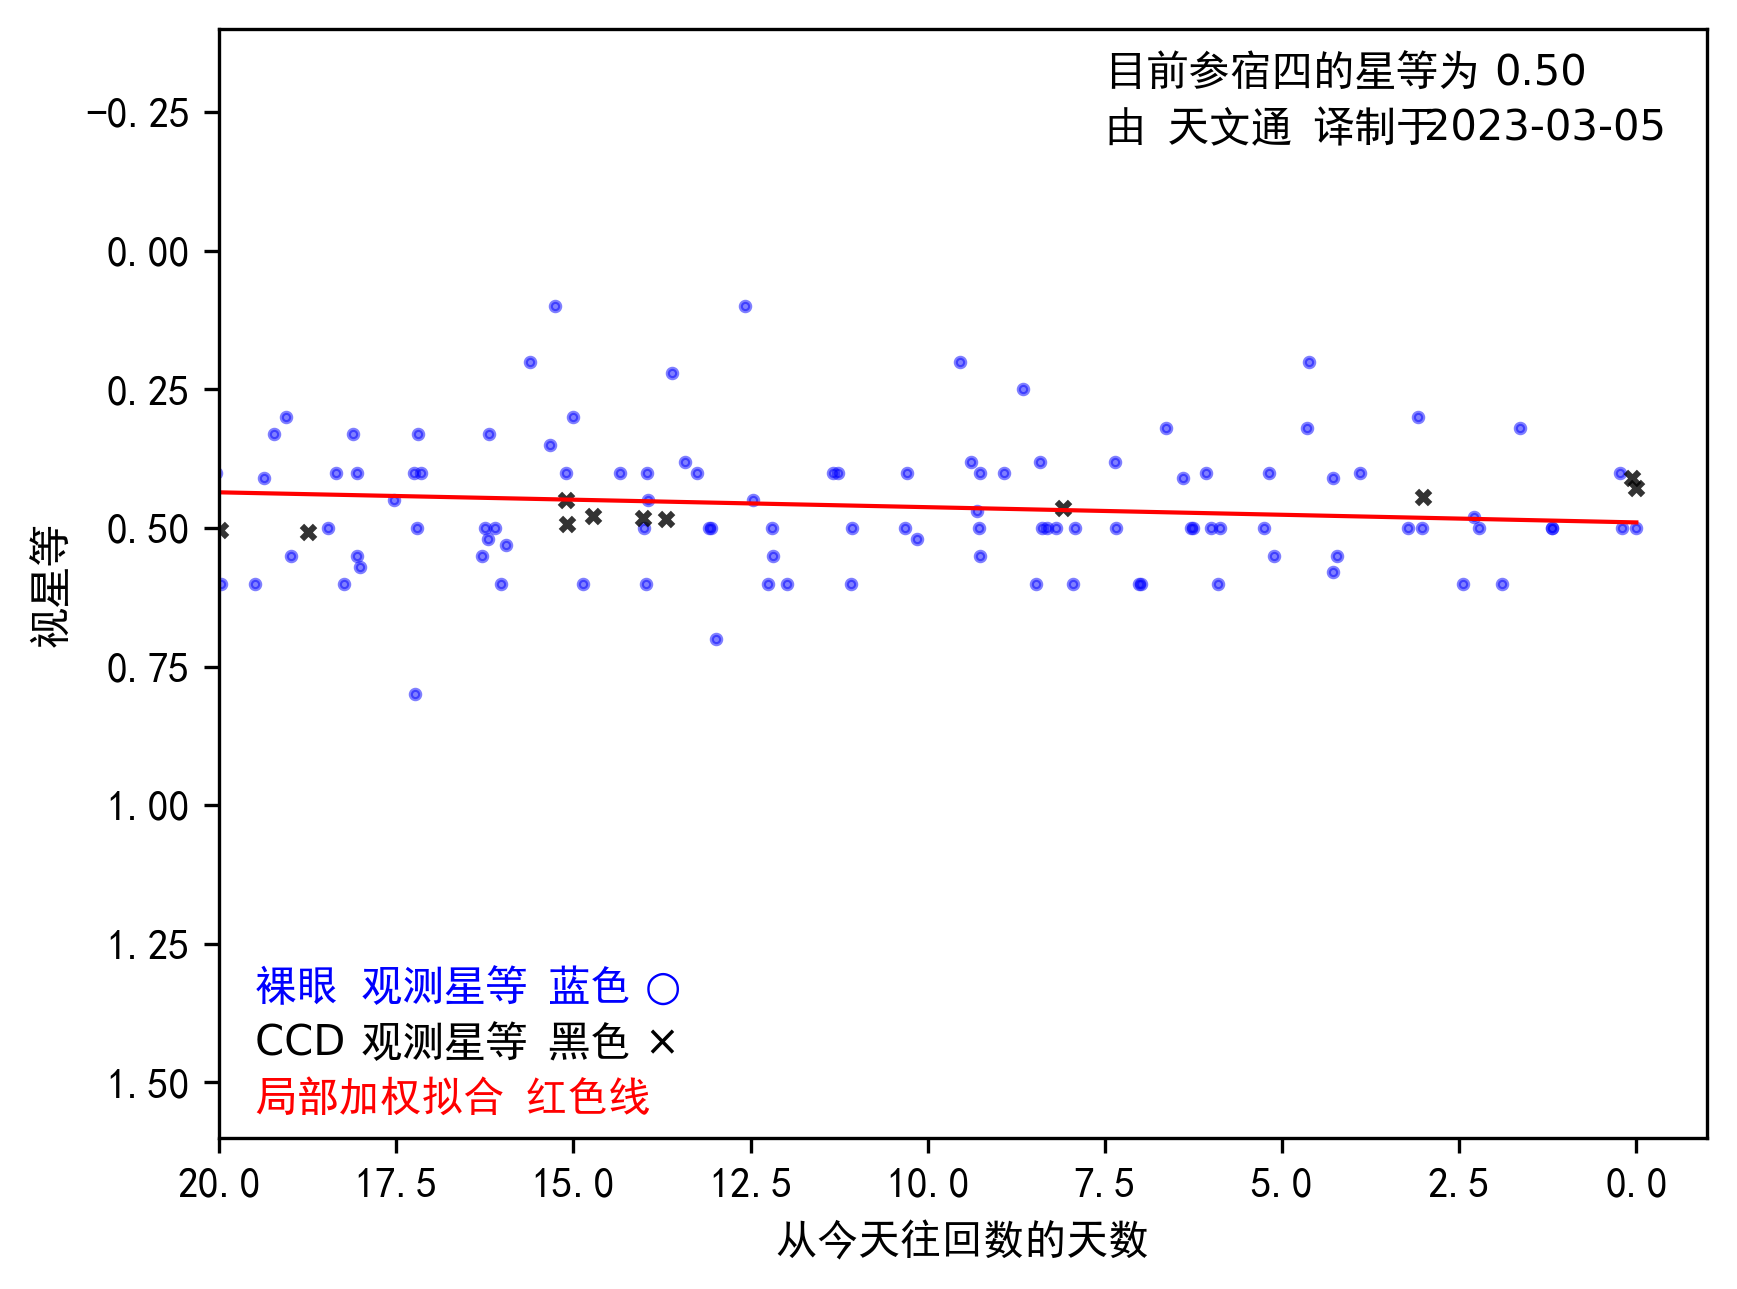 目前参宿四的星等为 0.50
由 天文通 译制于2023-03-05
−0.25
0.00
0.25
0.50
0.75
1.00
1.25
1.50
视星等
裸眼 观测星等 蓝色 ○
CCD 观测星等 黑色 ×
局部加权拟合 红色线
20.0 17.5 15.0 12.5 10.0 7.5 5.0 2.5 0.0
从今天往回数的天数